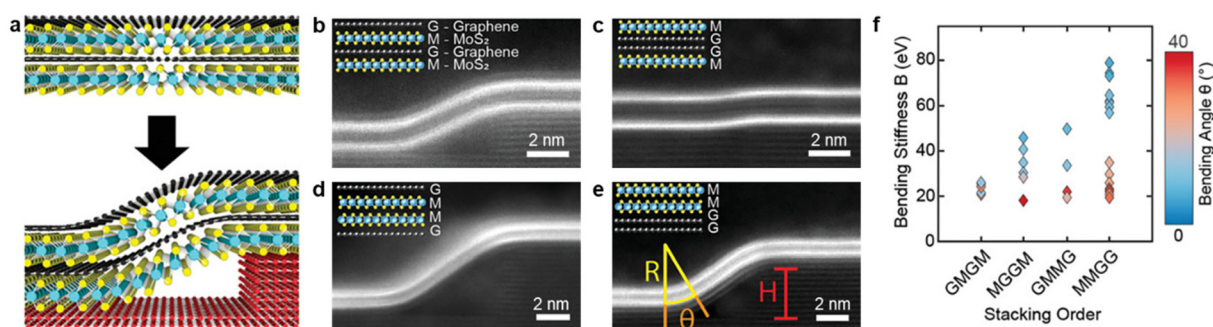 a
b
G - Graphene
M - MoS₂
G - Graphene
M - MoS₂
2 nm
c
M
G
G
M
2 nm
d
G
M
M
G
2 nm
e
M
M
G
G
R
θ
H
2 nm
f
Bending Stiffness B (eV)
80
60
40
20
0
GMGM
MGGM
GMMG
MMGG
Stacking Order
40
0
Bending Angle θ (°)